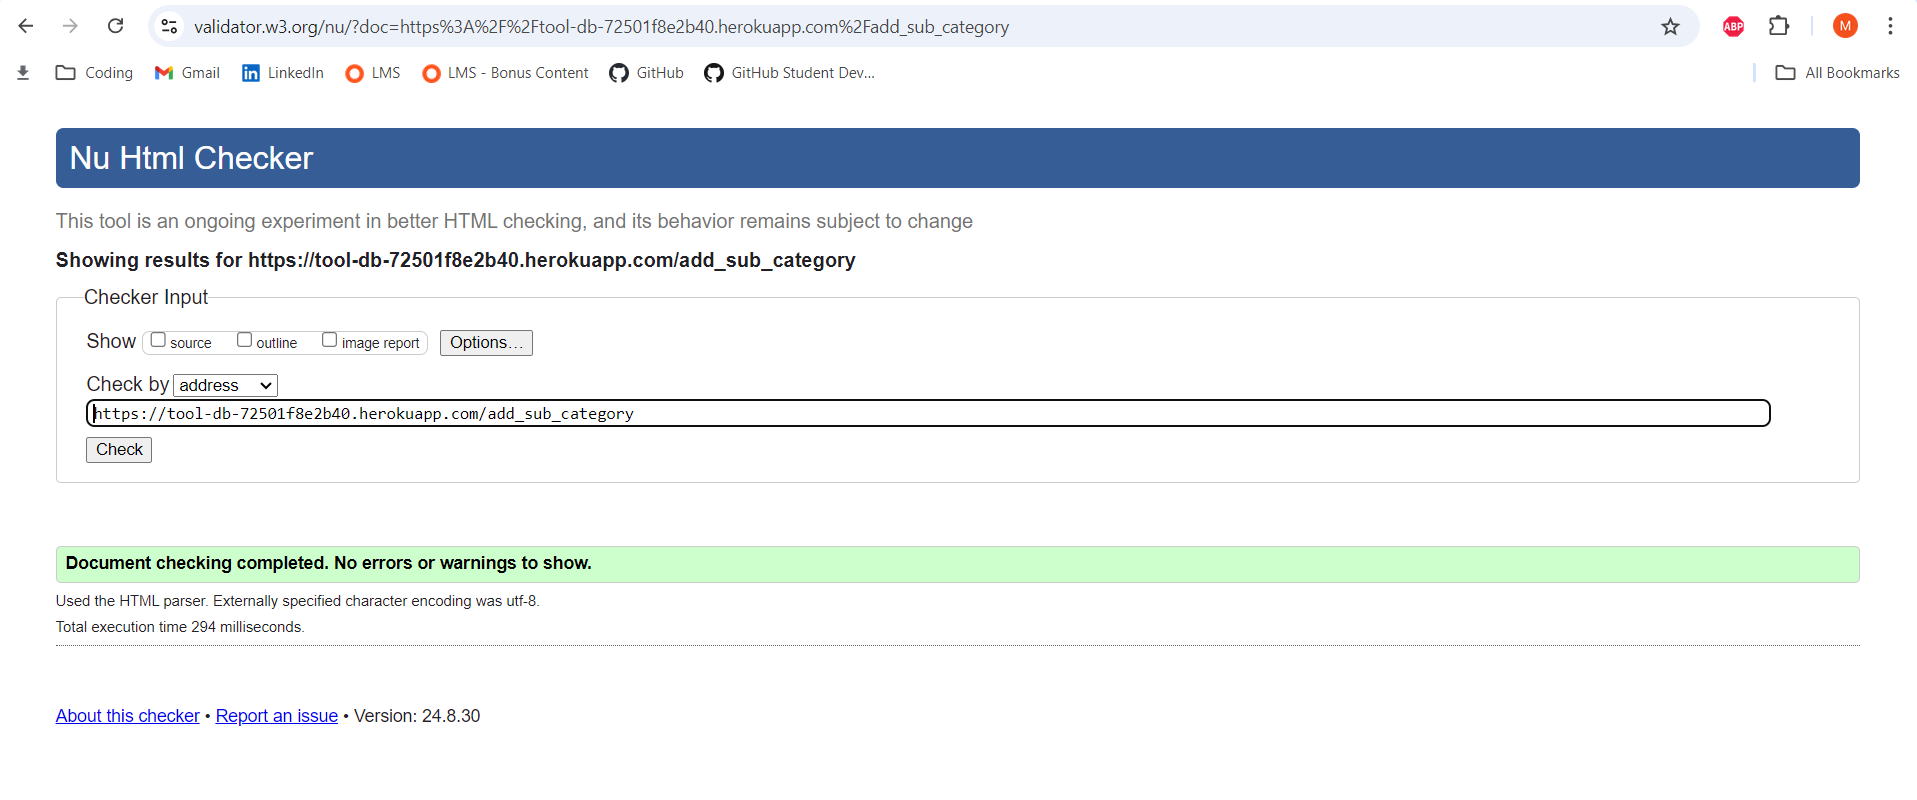 validator.w3.org/nu/?doc=https%3A%2F%2Ftool-db-72501f8e2b40.herokuapp.com%2Fadd_sub_category ABP M
Coding Gmail LinkedIn LMS LMS - Bonus Content GitHub GitHub Student Dev... All Bookmarks
Nu Html Checker
This tool is an ongoing experiment in better HTML checking, and its behavior remains subject to change
Showing results for https://tool-db-72501f8e2b40.herokuapp.com/add_sub_category
Checker Input
Show source outline image report Options...
Check by address
https://tool-db-72501f8e2b40.herokuapp.com/add_sub_category
Check
Document checking completed. No errors or warnings to show.
Used the HTML parser. Externally specified character encoding was utf-8.
Total execution time 294 milliseconds.
About this checker • Report an issue • Version: 24.8.30